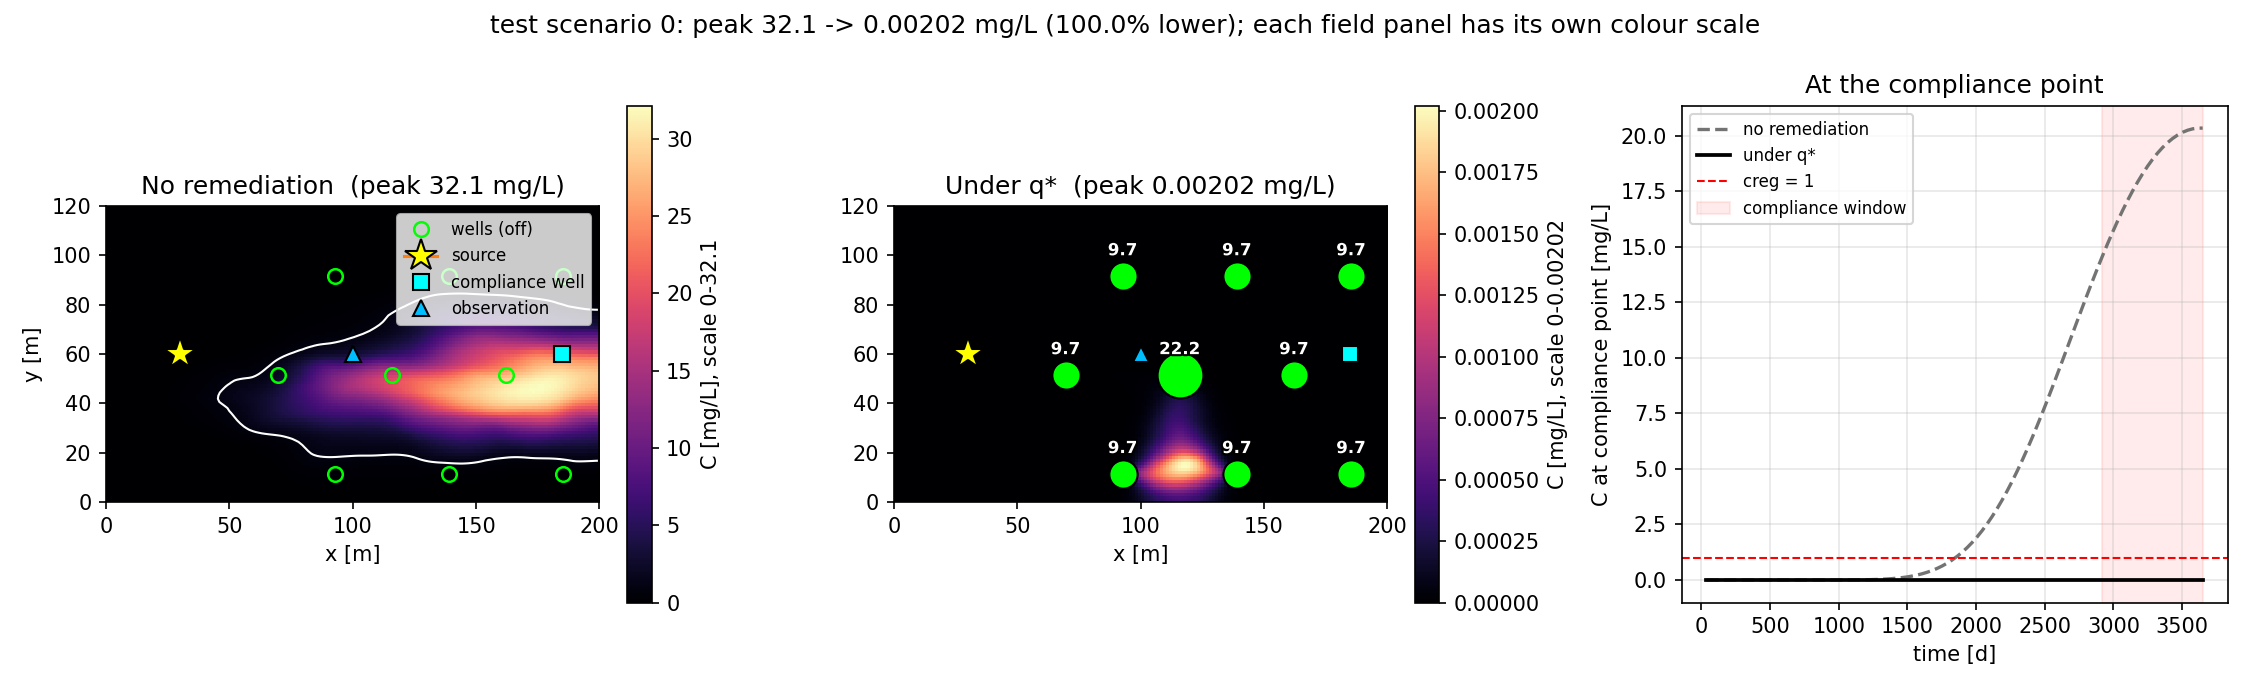 test scenario 0: peak 32.1 -> 0.00202 mg/L (100.0% lower); each field panel has its own colour scale
No remediation  (peak 32.1 mg/L)
wells (off)
source
compliance well
observation
y [m]
120
100
80
60
40
20
0
0 50 100 150 200
x [m]
30
25
20
15
10
5
0
C [mg/L], scale 0-32.1
Under q*  (peak 0.00202 mg/L)
120
100
80
60
40
20
0
9.7 9.7 9.7
9.7 22.2 9.7
9.7 9.7 9.7
0 50 100 150 200
x [m]
0.00200
0.00175
0.00150
0.00125
0.00100
0.00075
0.00050
0.00025
0.00000
C [mg/L], scale 0-0.00202
At the compliance point
no remediation
under q*
creg = 1
compliance window
C at compliance point [mg/L]
20.0
17.5
15.0
12.5
10.0
7.5
5.0
2.5
0.0
0 500 1000 1500 2000 2500 3000 3500
time [d]